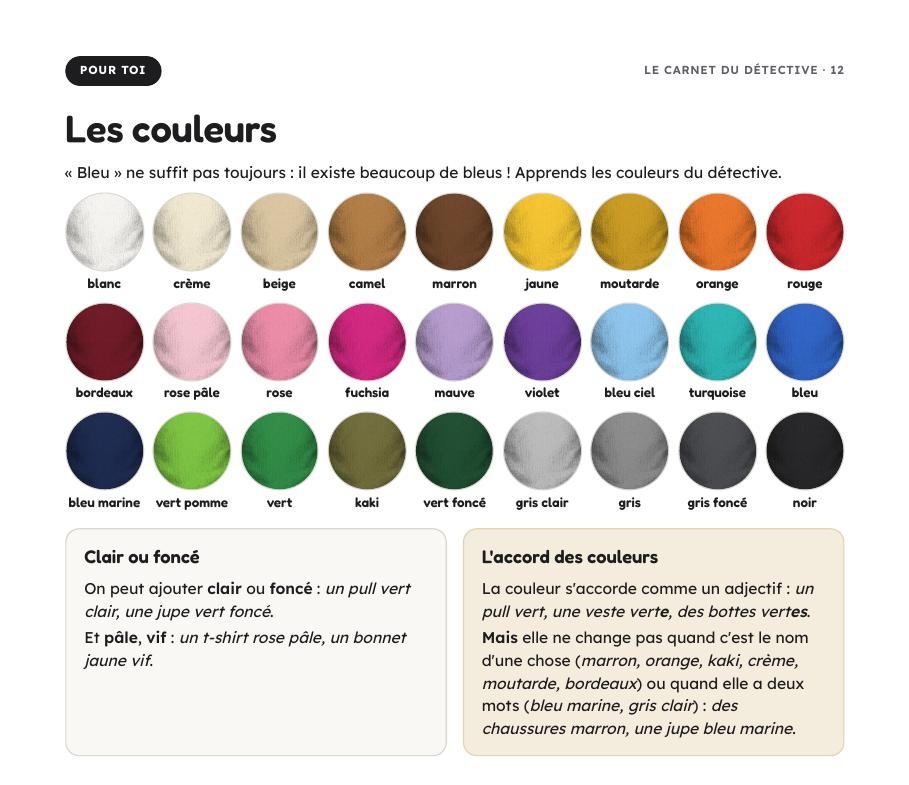 POUR TOI
LE CARNET DU DÉTECTIVE · 12
Les couleurs
« Bleu » ne suffit pas toujours : il existe beaucoup de bleus ! Apprends les couleurs du détective.
blanc crème beige camel marron jaune moutarde orange rouge
bordeaux rose pâle rose fuchsia mauve violet bleu ciel turquoise bleu
bleu marine vert pomme vert kaki vert foncé gris clair gris gris foncé noir
Clair ou foncé
On peut ajouter clair ou foncé : un pull vert
clair, une jupe vert foncé.
Et pâle, vif : un t-shirt rose pâle, un bonnet
jaune vif.
L'accord des couleurs
La couleur s'accorde comme un adjectif : un
pull vert, une veste verte, des bottes vertes.
Mais elle ne change pas quand c'est le nom
d'une chose (marron, orange, kaki, crème,
moutarde, bordeaux) ou quand elle a deux
mots (bleu marine, gris clair) : des
chaussures marron, une jupe bleu marine.